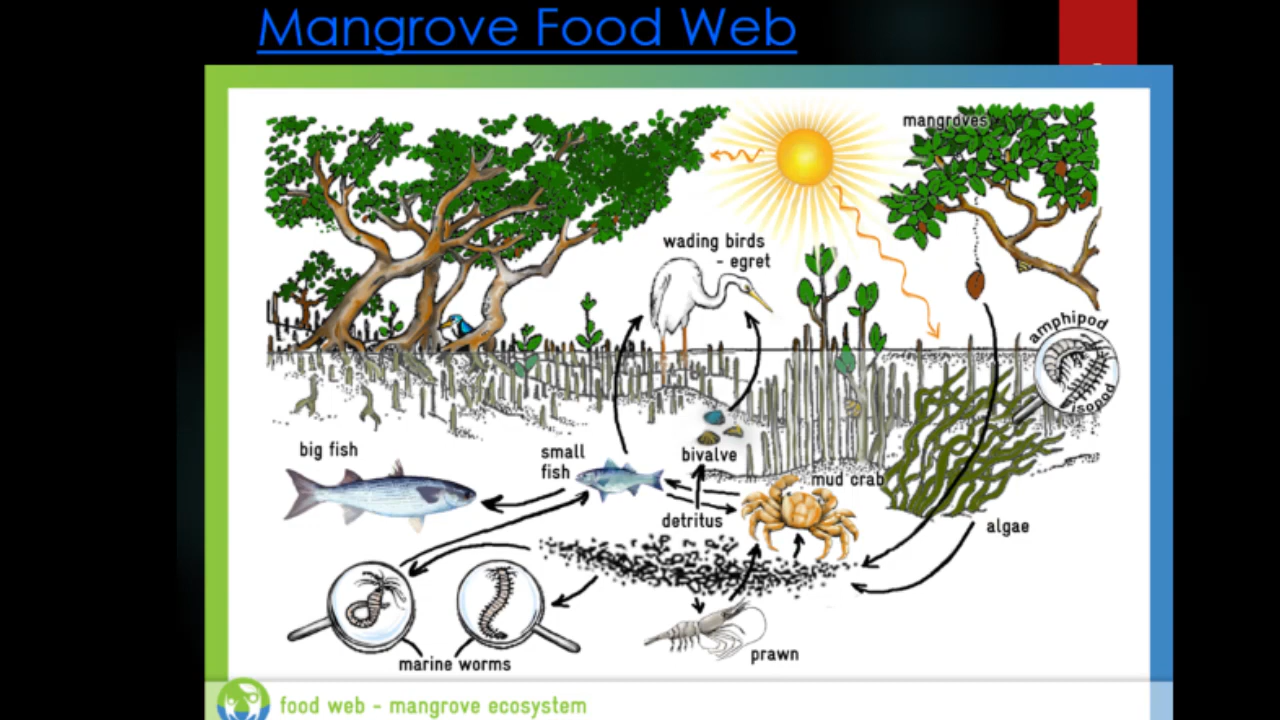 Mangrove Food Web
mangroves
wading birds
- egret
amphipod
isopod
big fish
small
fish
bivalve
mud crab
detritus
algae
prawn
marine worms
food web - mangrove ecosystem